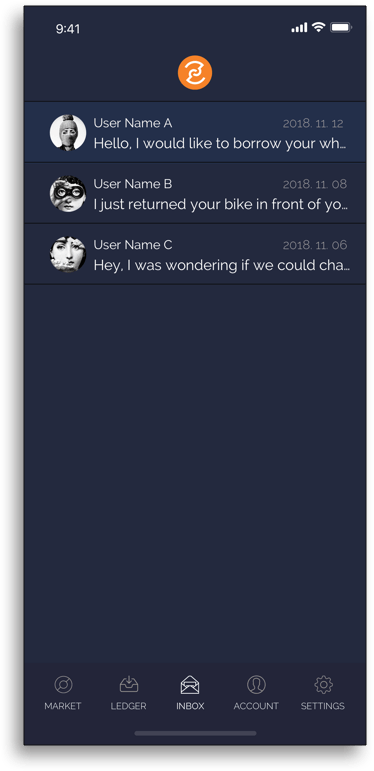 9:41
User Name A 2018. 11. 12
Hello, I would like to borrow your wh...
User Name B 2018. 11. 08
I just returned your bike in front of yo...
User Name C 2018. 11. 06
Hey, I was wondering if we could cha...
MARKET LEDGER INBOX ACCOUNT SETTINGS